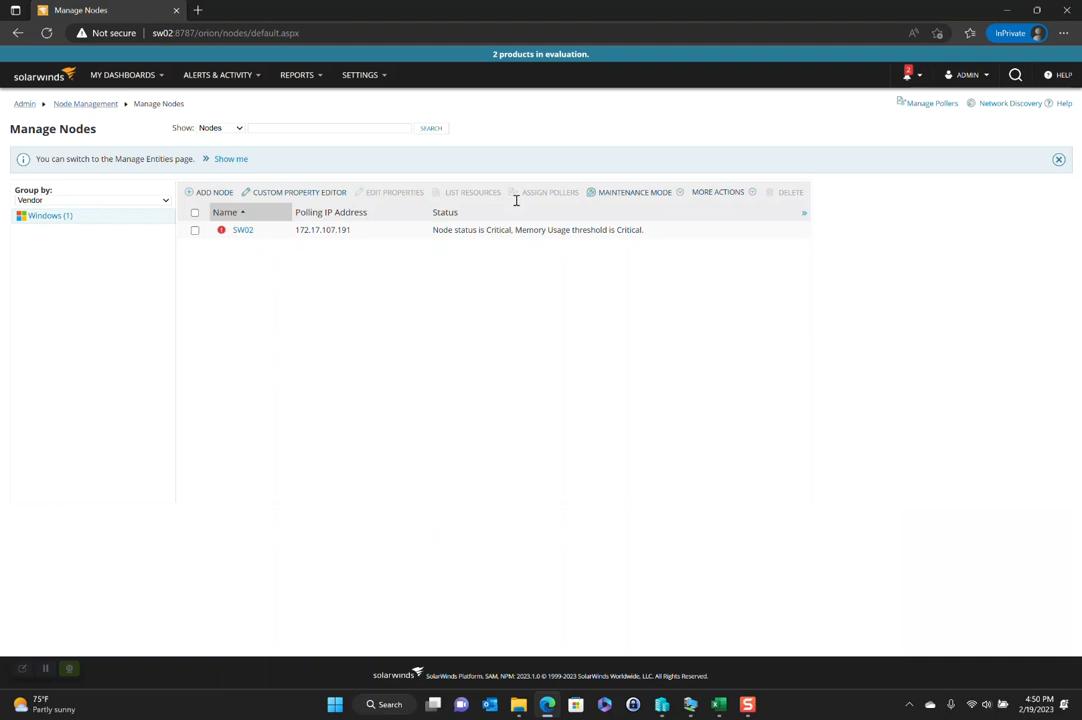 Manage Nodes
Not secure sw02:8787/orion/nodes/default.aspx
InPrivate
2 products in evaluation.
solarwinds MY DASHBOARDS ALERTS & ACTIVITY REPORTS SETTINGS 2 ADMIN HELP
Admin Node Management Manage Nodes Manage Pollers Network Discovery Help
Manage Nodes Show: Nodes SEARCH
You can switch to the Manage Entities page. » Show me
Group by:
Vendor
Windows (1)
ADD NODE CUSTOM PROPERTY EDITOR EDIT PROPERTIES LIST RESOURCES ASSIGN POLLERS MAINTENANCE MODE MORE ACTIONS DELETE
Name Polling IP Address Status »
SW02 172.17.107.191 Node status is Critical, Memory Usage threshold is Critical.
solarwinds SolarWinds Platform, SAM, NPM: 2023.1.0 © 1999-2023 SolarWinds Worldwide, LLC. All Rights Reserved.
75°F
Partly sunny
Search
4:50 PM
2/19/2023